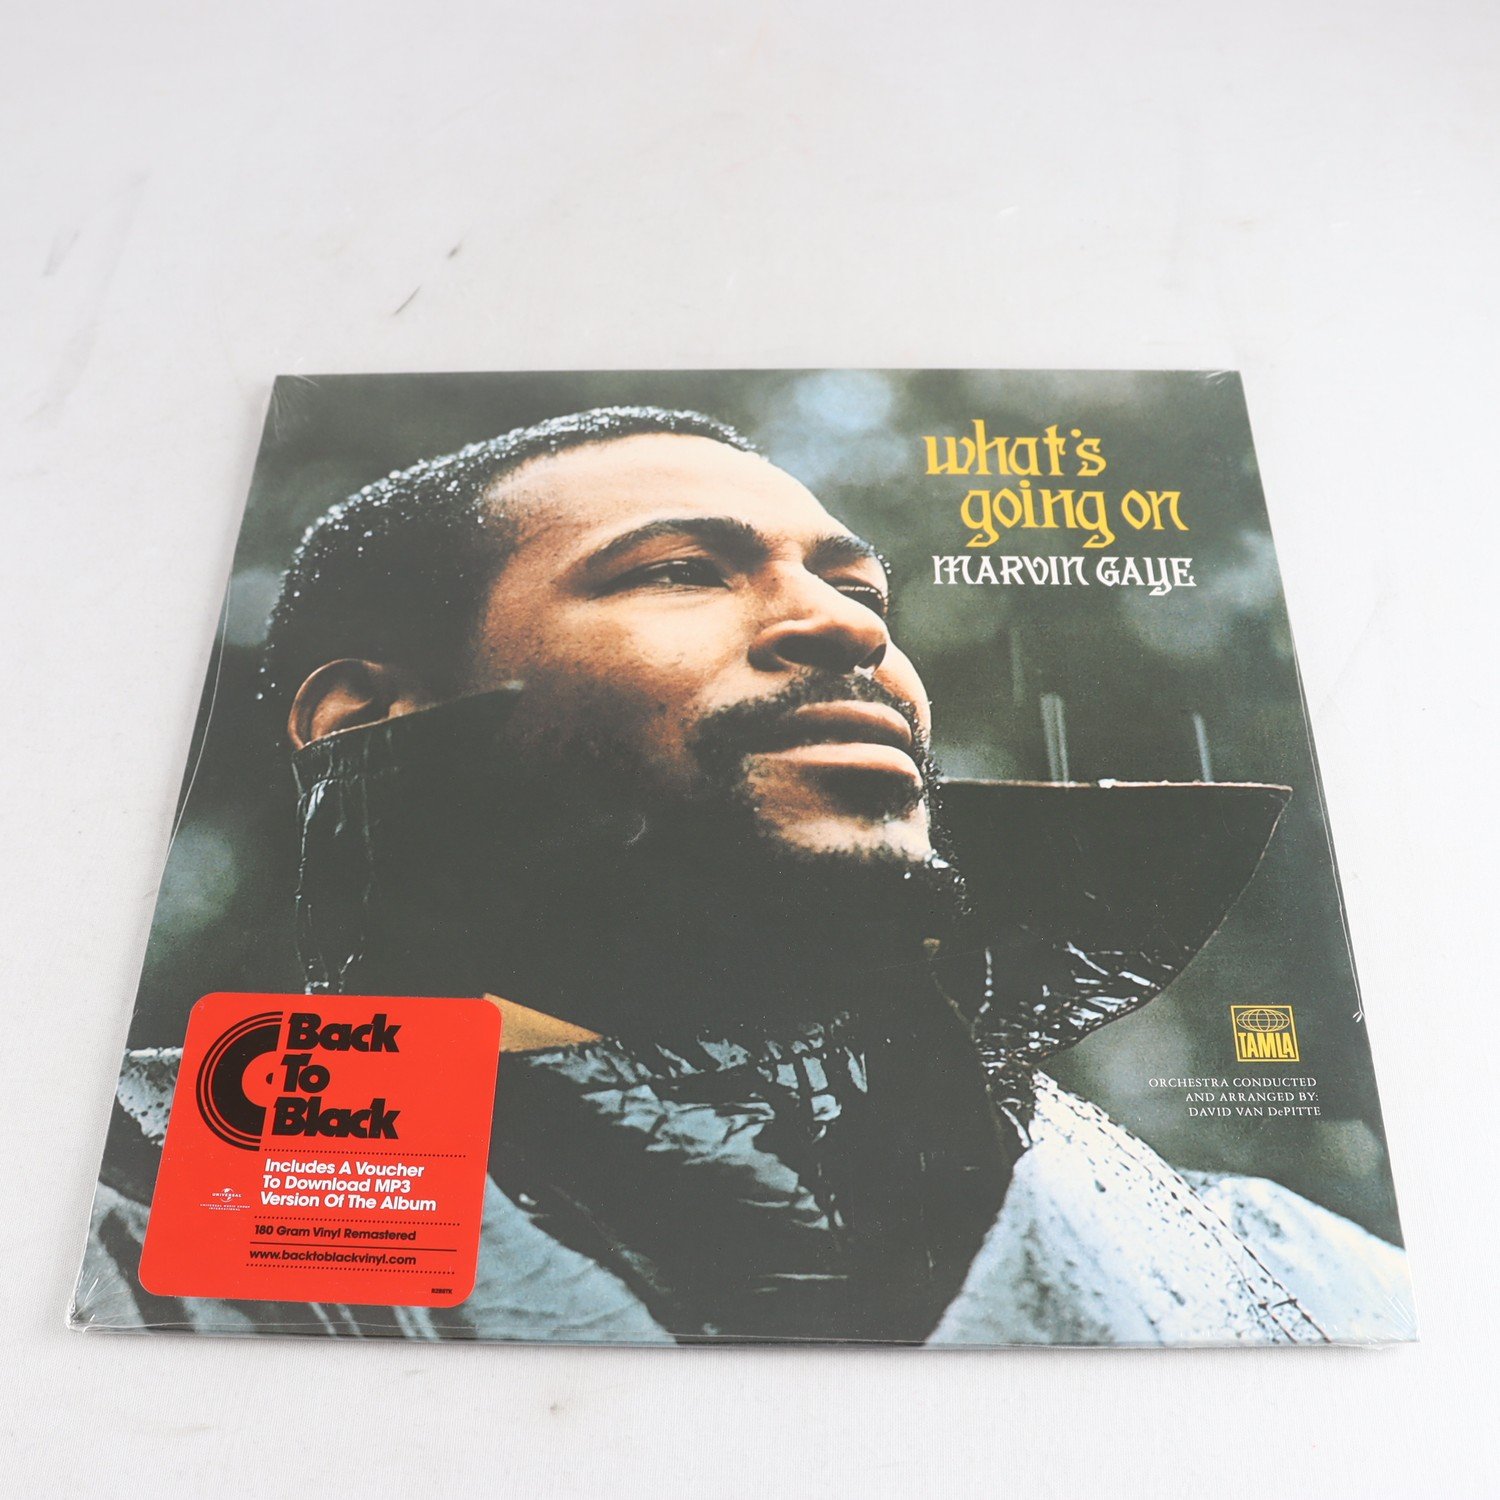 what's
going on
MARVIN GAYE
TAMLA
ORCHESTRA CONDUCTED
AND ARRANGED BY:
DAVID VAN DePITTE
Back
To
Black
Includes A Voucher
To Download MP3
Version Of The Album
UNIVERSAL
180 Gram Vinyl Remastered
www.backtoblackvinyl.com